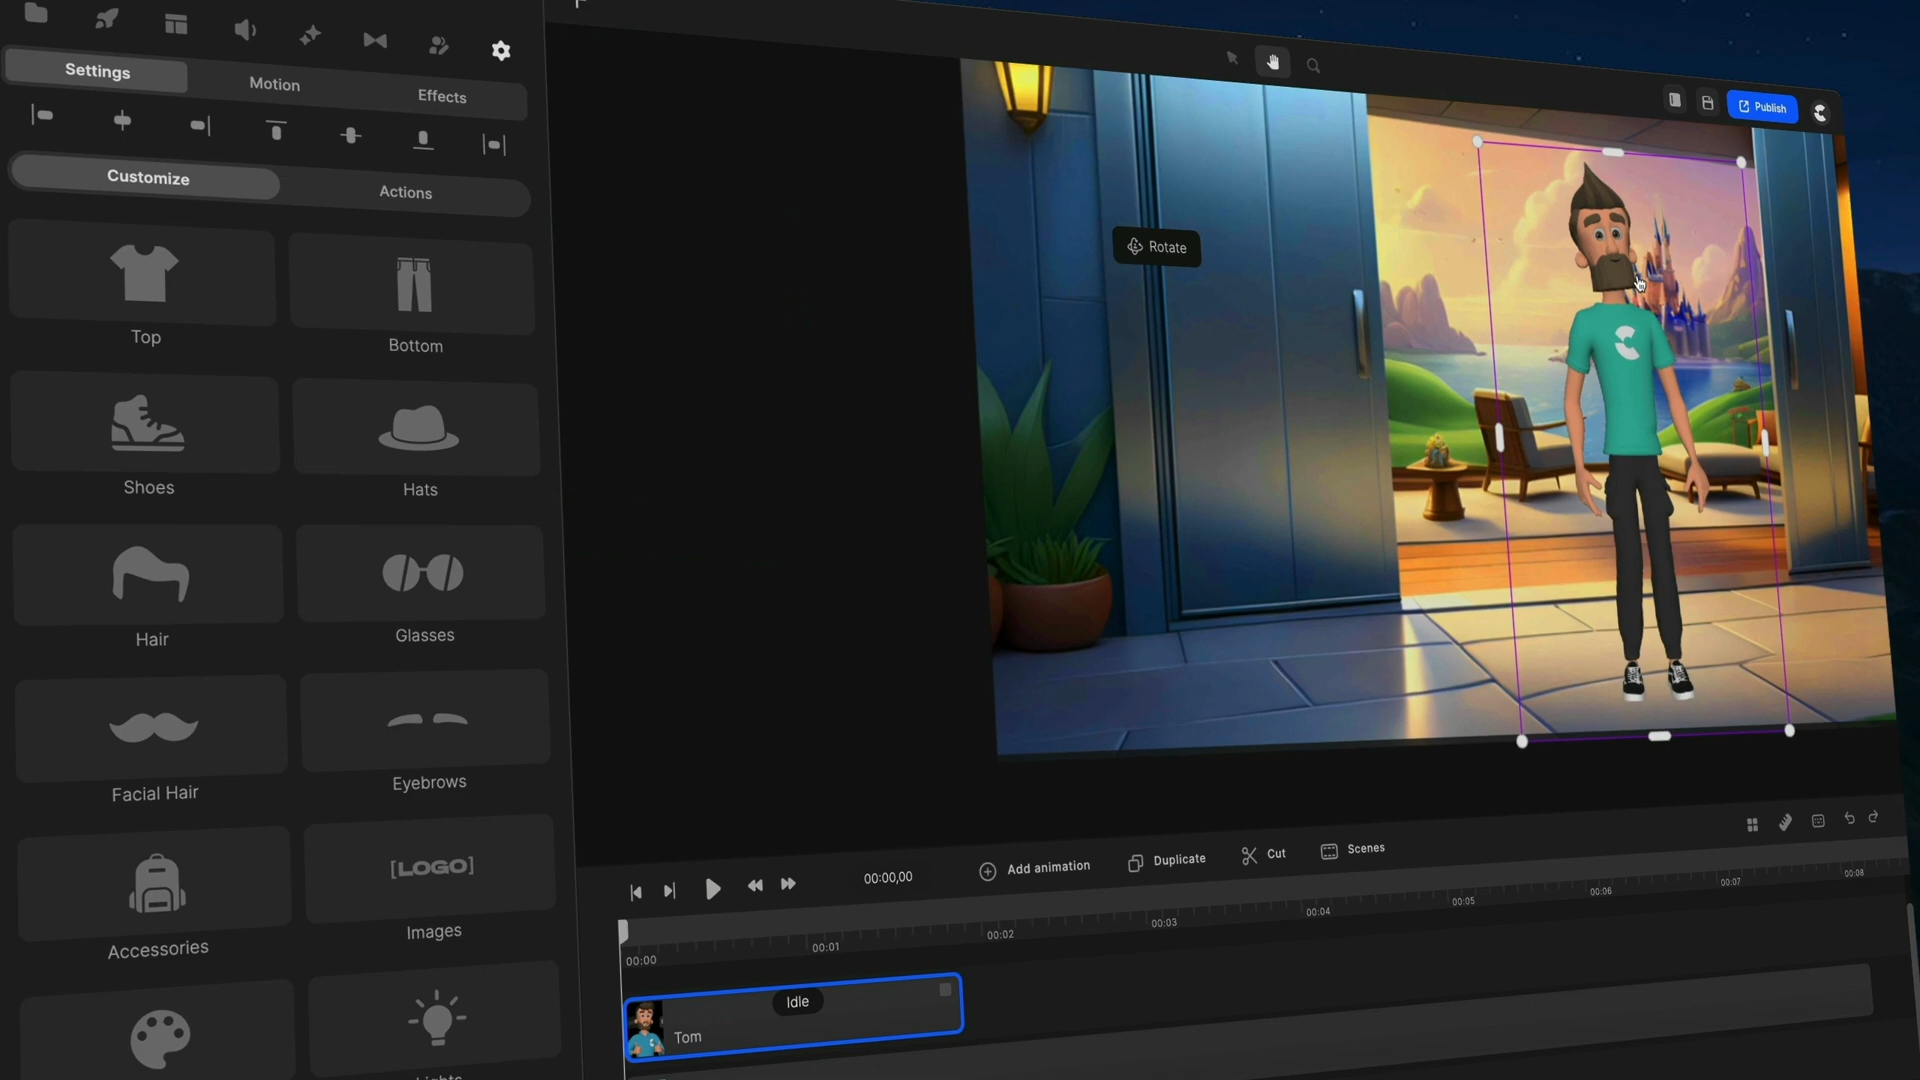 Settings
Motion
Effects
Publish
Customize
Actions
Rotate
Top
Bottom
Shoes
Hats
Hair
Glasses
Facial Hair
Eyebrows
[LOGO]
Accessories
Images
Lights
00:00,00
Add animation
Duplicate
Cut
Scenes
00:00
00:01
00:02
00:03
00:04
00:05
00:06
00:07
00:08
Idle
Tom